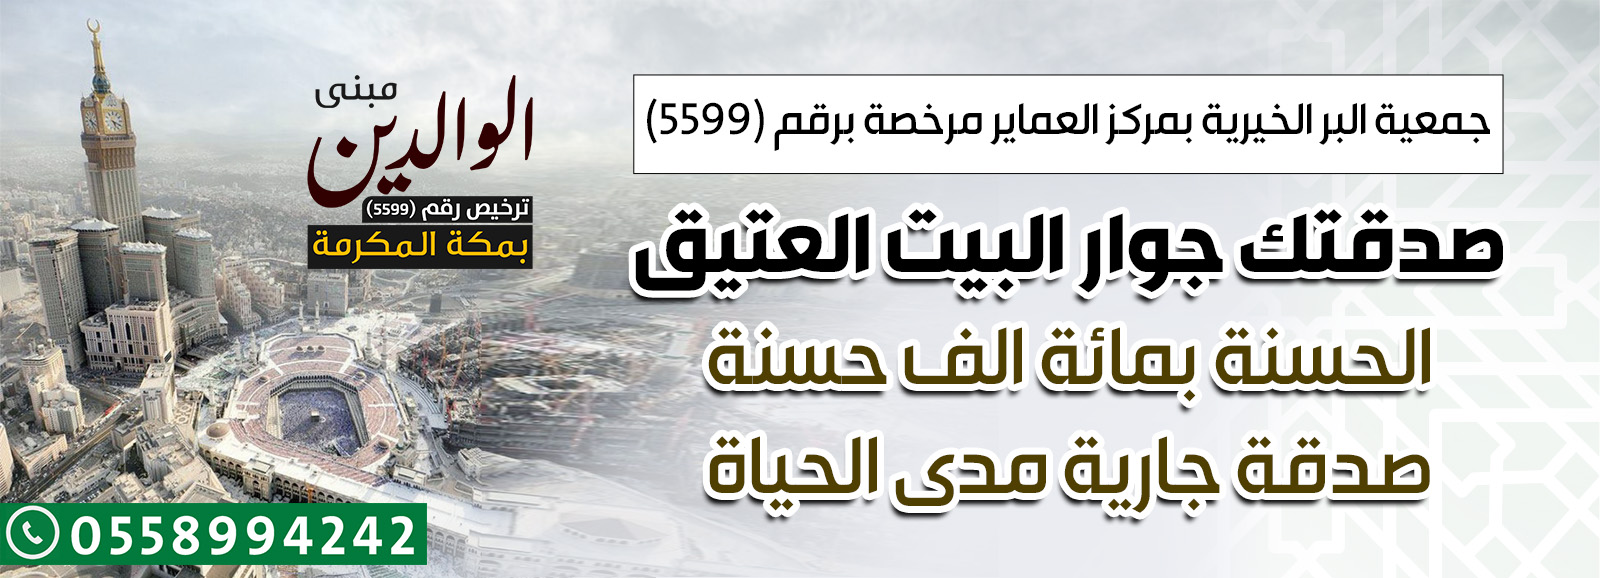 جمعية البر الخيرية بمركز العماير مرخصة برقم (5599)
صدقتك جوار البيت العتيق
الحسنة بمائة الف حسنة
صدقة جارية مدى الحياة
مبنى
الوالدين
ترخيص رقم (5599)
بمكة المكرمة
0558994242